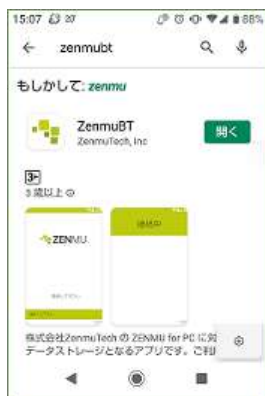 15:07 88%
zenmubt
もしかして: zenmu
ZenmuBT
ZenmuTech, Inc
開く
3+
3 歳以上
ZENMU
接続中
株式会社ZenmuTech の ZENMU for PC に対
データストレージとなるアプリです。ご利